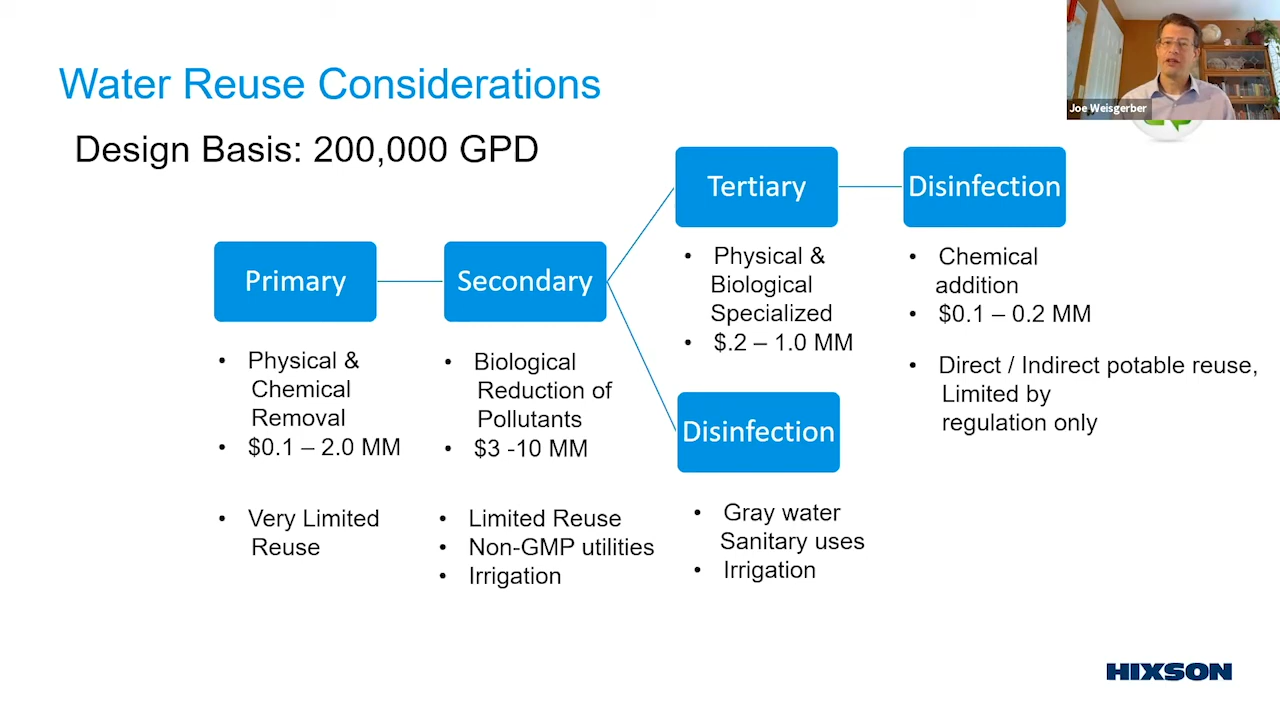 Water Reuse Considerations
Joe Weisgerber
Design Basis: 200,000 GPD
Primary
• Physical &
Chemical
Removal
• $0.1 – 2.0 MM
• Very Limited
Reuse
Secondary
• Biological
Reduction of
Pollutants
• $3 -10 MM
• Limited Reuse
• Non-GMP utilities
• Irrigation
Tertiary
• Physical &
Biological
Specialized
• $.2 – 1.0 MM
Disinfection
• Chemical
addition
• $0.1 – 0.2 MM
• Direct / Indirect potable reuse,
Limited by
regulation only
Disinfection
• Gray water
Sanitary uses
• Irrigation
HIXSON